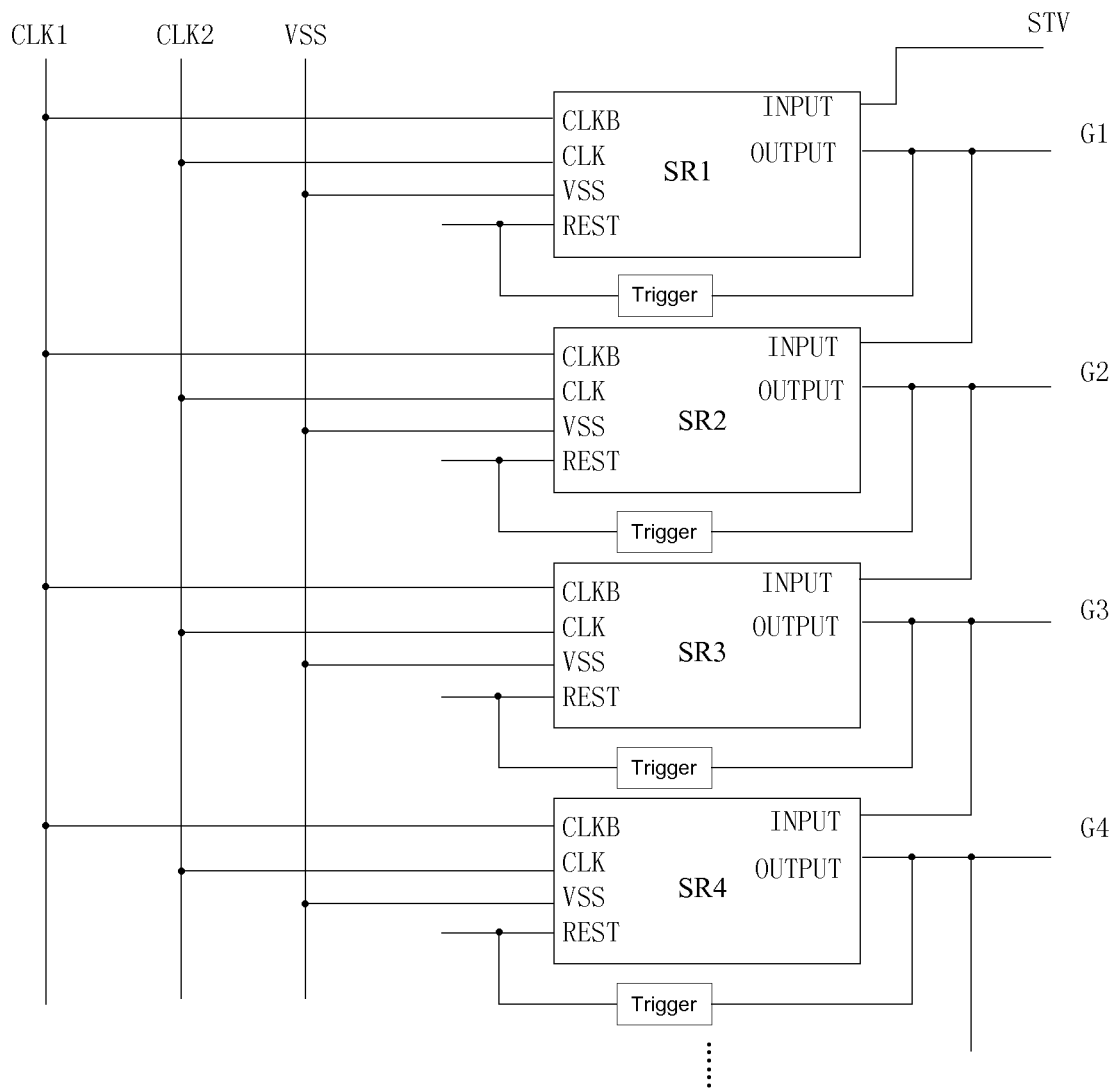 CLK1 CLK2 VSS STV
CLKB INPUT
CLK SR1 OUTPUT G1
VSS
REST
Trigger
CLKB INPUT
CLK SR2 OUTPUT G2
VSS
REST
Trigger
CLKB INPUT
CLK SR3 OUTPUT G3
VSS
REST
Trigger
CLKB INPUT
CLK SR4 OUTPUT G4
VSS
REST
Trigger